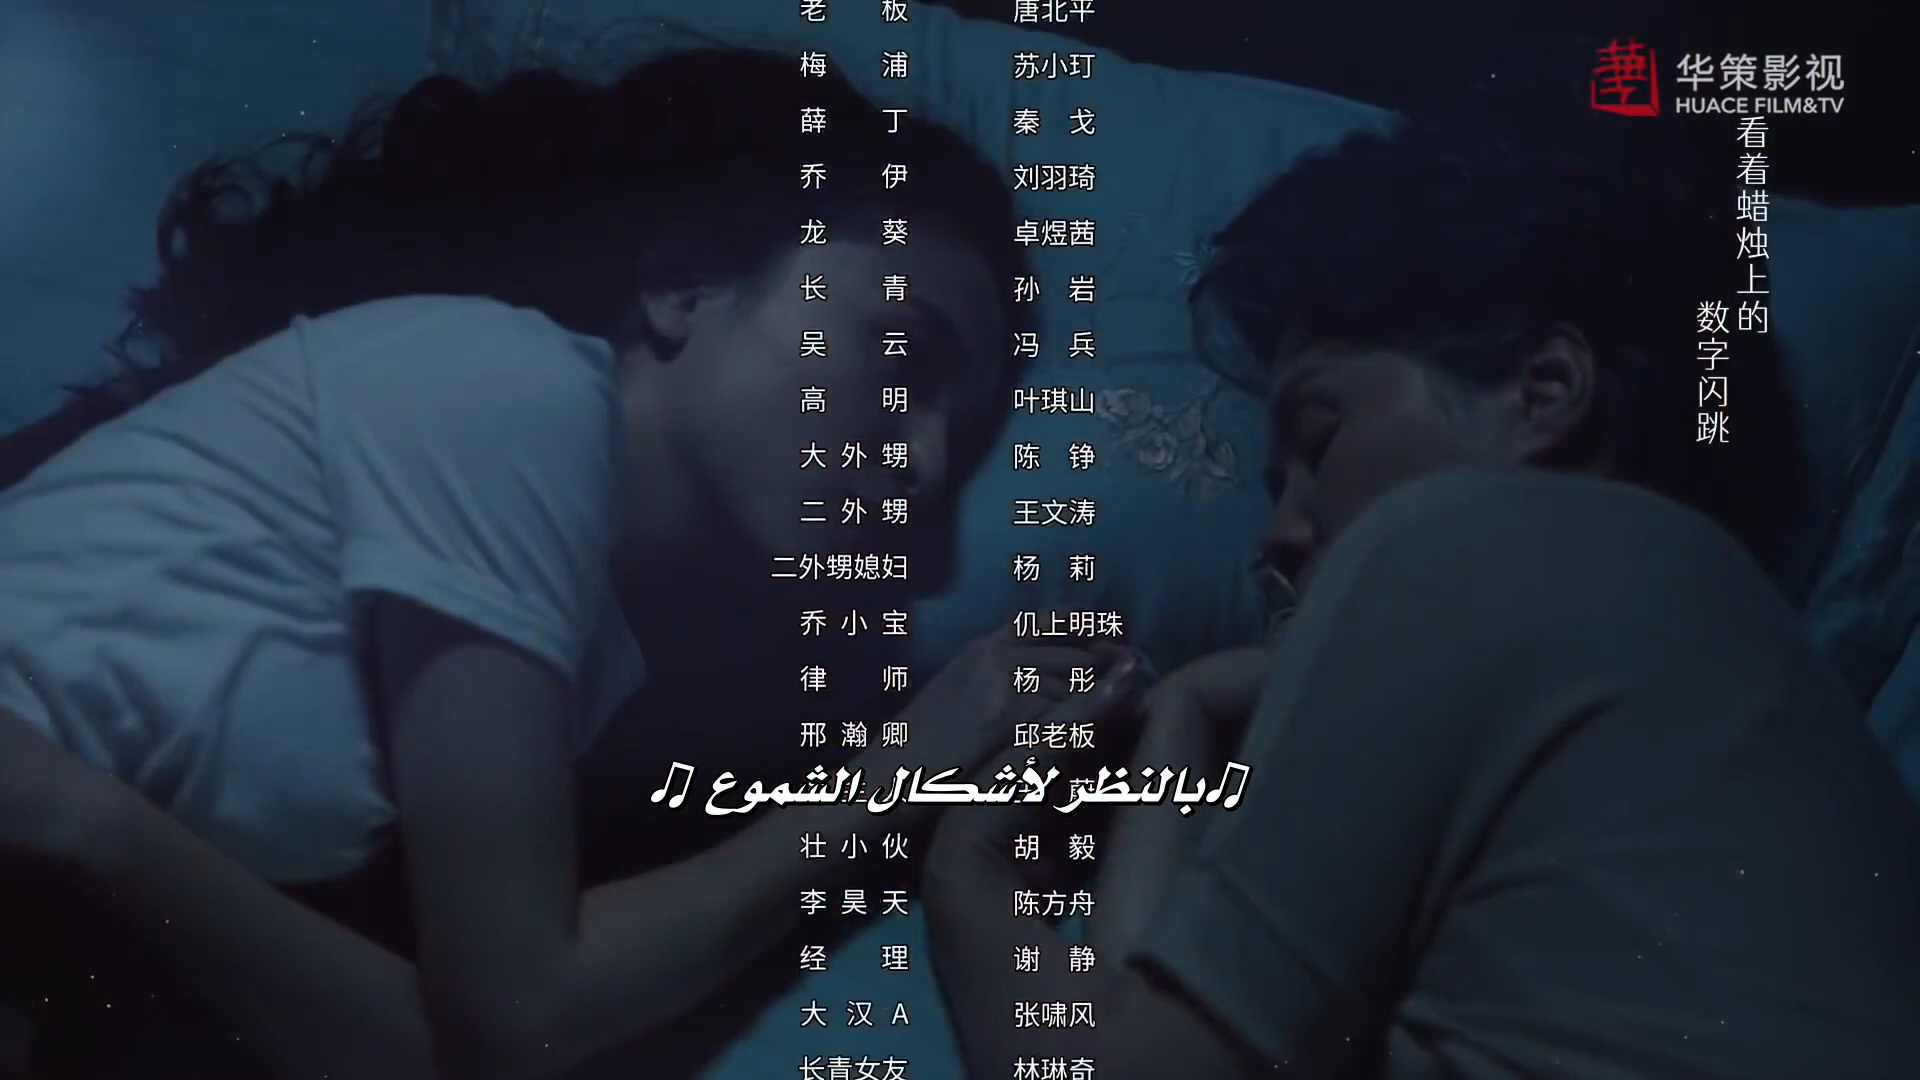 老板 唐北平
梅浦 苏小玎
薛丁 秦戈
乔伊 刘羽琦
龙葵 卓煜茜
长青 孙岩
吴云 冯兵
高明 叶琪山
大外甥 陈铮
二外甥 王文涛
二外甥媳妇 杨莉
乔小宝 仉上明珠
律师 杨彤
邢瀚卿 邱老板
♫بالنظر لأشكال الشموع ♫
壮小伙 胡毅
李昊天 陈方舟
经理 谢静
大汉A 张啸风
长青女友 林琳奇
華 华策影视
HUACE FILM&TV
看着蜡烛上的
数字闪跳